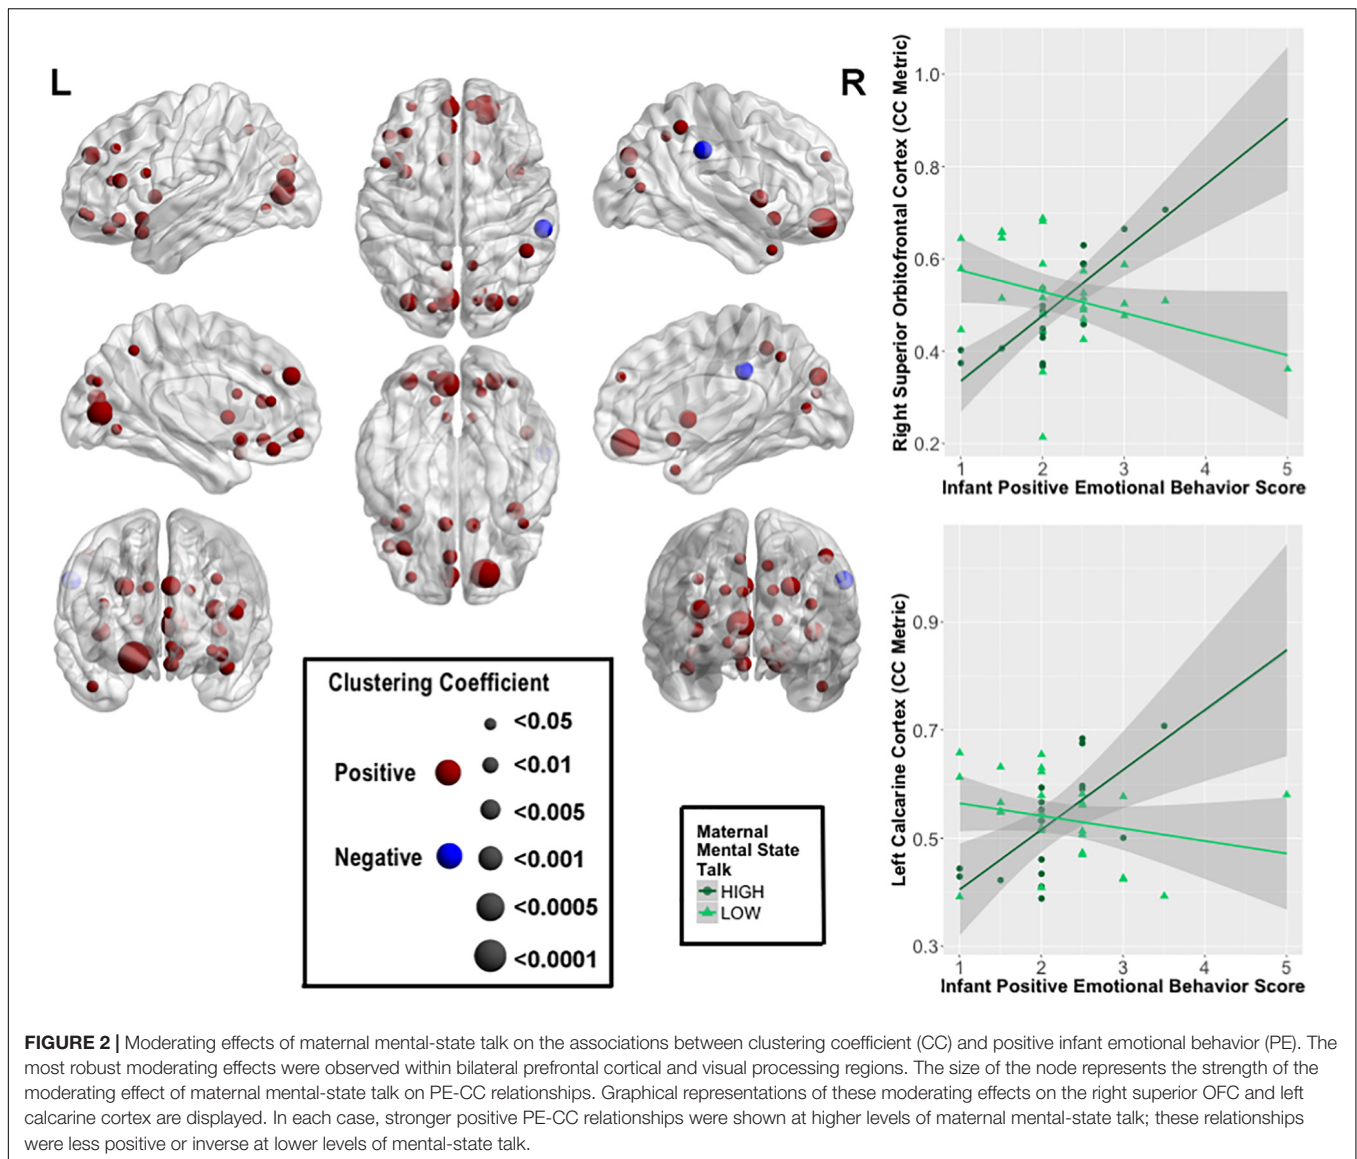 L
R
Right Superior Orbitofrontal Cortex (CC Metric)
1.0
0.8
0.6
0.4
0.2
1 2 3 4 5
Infant Positive Emotional Behavior Score
Left Calcarine Cortex (CC Metric)
0.9
0.7
0.5
0.3
1 2 3 4 5
Infant Positive Emotional Behavior Score
Clustering Coefficient
Positive
Negative
<0.05
<0.01
<0.005
<0.001
<0.0005
<0.0001
Maternal
Mental State
Talk
HIGH
LOW
FIGURE 2 | Moderating effects of maternal mental-state talk on the associations between clustering coefficient (CC) and positive infant emotional behavior (PE). The
most robust moderating effects were observed within bilateral prefrontal cortical and visual processing regions. The size of the node represents the strength of the
moderating effect of maternal mental-state talk on PE-CC relationships. Graphical representations of these moderating effects on the right superior OFC and left
calcarine cortex are displayed. In each case, stronger positive PE-CC relationships were shown at higher levels of maternal mental-state talk; these relationships
were less positive or inverse at lower levels of mental-state talk.